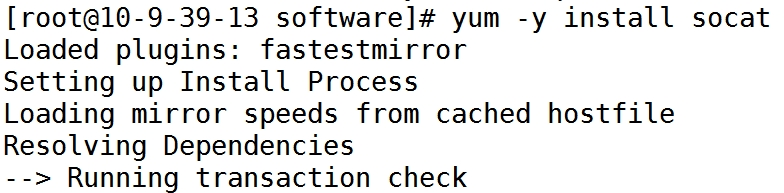 [root@10-9-39-13 software]# yum -y install socat
Loaded plugins: fastestmirror
Setting up Install Process
Loading mirror speeds from cached hostfile
Resolving Dependencies
--> Running transaction check